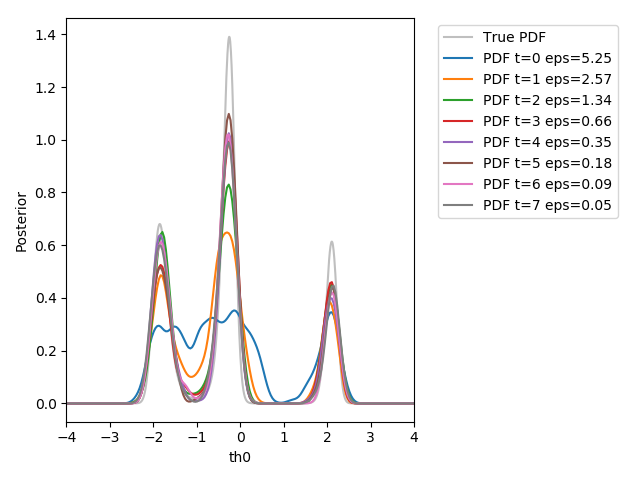 1.4
1.2
1.0
0.8
0.6
0.4
0.2
0.0
Posterior
−4
−3
−2
−1
0
1
2
3
4
th0
True PDF
PDF t=0 eps=5.25
PDF t=1 eps=2.57
PDF t=2 eps=1.34
PDF t=3 eps=0.66
PDF t=4 eps=0.35
PDF t=5 eps=0.18
PDF t=6 eps=0.09
PDF t=7 eps=0.05